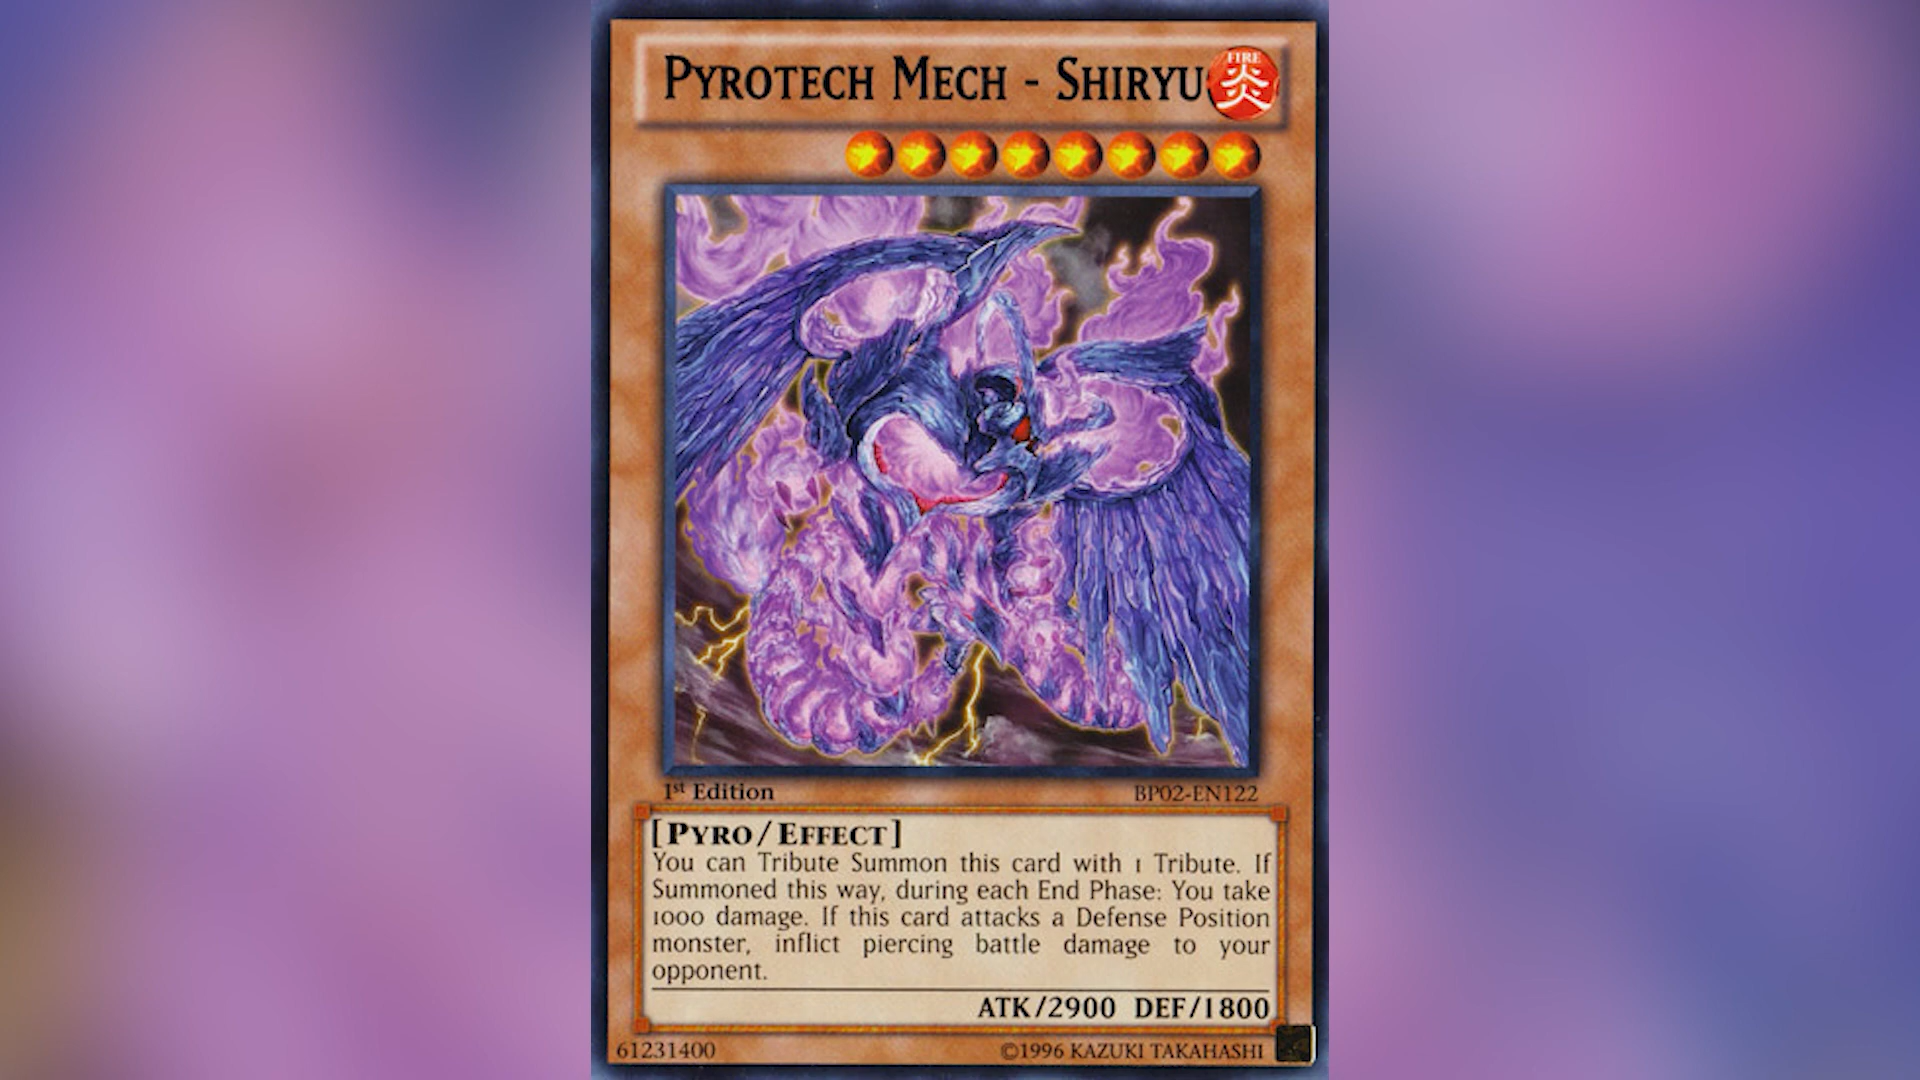 PYROTECH MECH - SHIRYU
FIRE
炎
1st Edition
BP02-EN122
[PYRO/EFFECT]
You can Tribute Summon this card with 1 Tribute. If
Summoned this way, during each End Phase: You take
1000 damage. If this card attacks a Defense Position
monster, inflict piercing battle damage to your
opponent.
ATK/2900 DEF/1800
61231400
©1996 KAZUKI TAKAHASHI